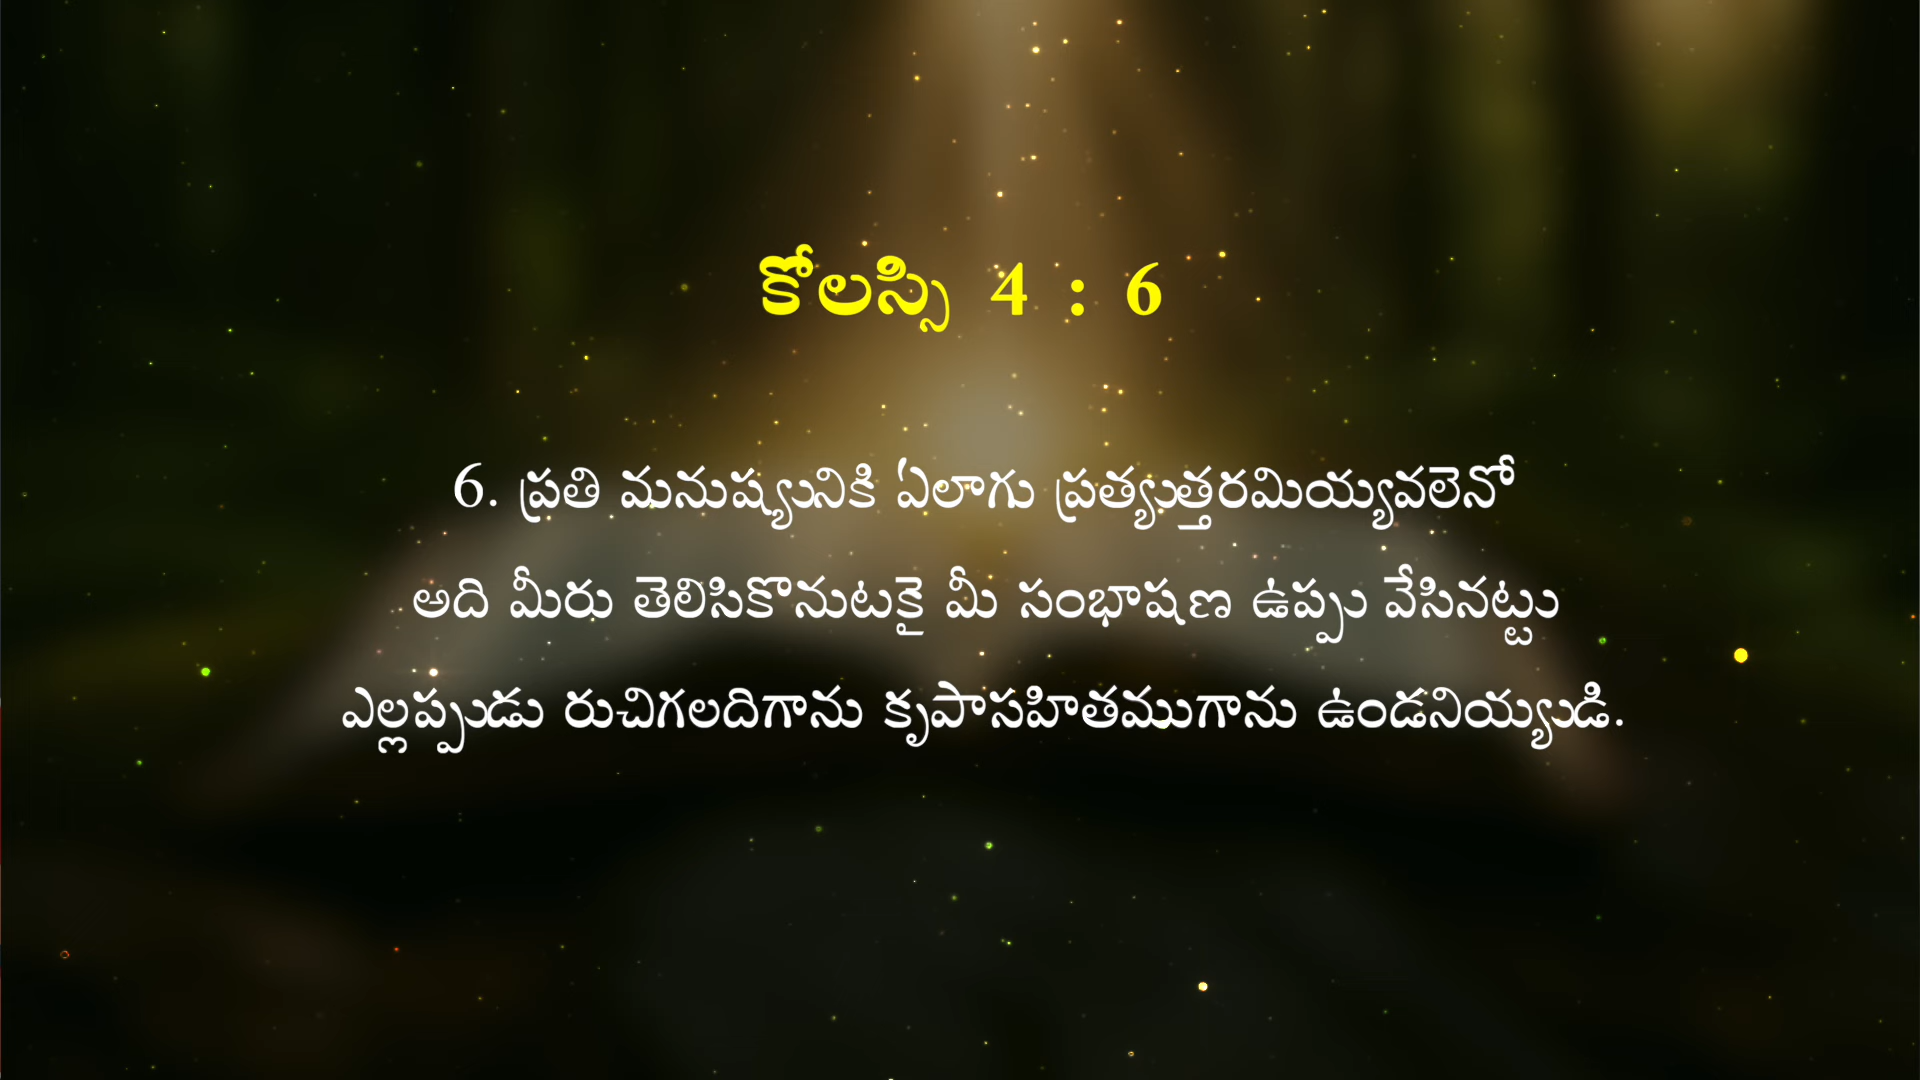 కోలస్సి 4 : 6
6. ప్రతి మనుష్యునికి ఏలాగు ప్రత్యుత్తరమియ్యవలెనో
అది మీరు తెలిసికొనుటకై మీ సంభాషణ ఉప్పు వేసినట్టు
ఎల్లప్పుడు రుచిగలదిగాను కృపాసహితముగాను ఉండనియ్యుడి.